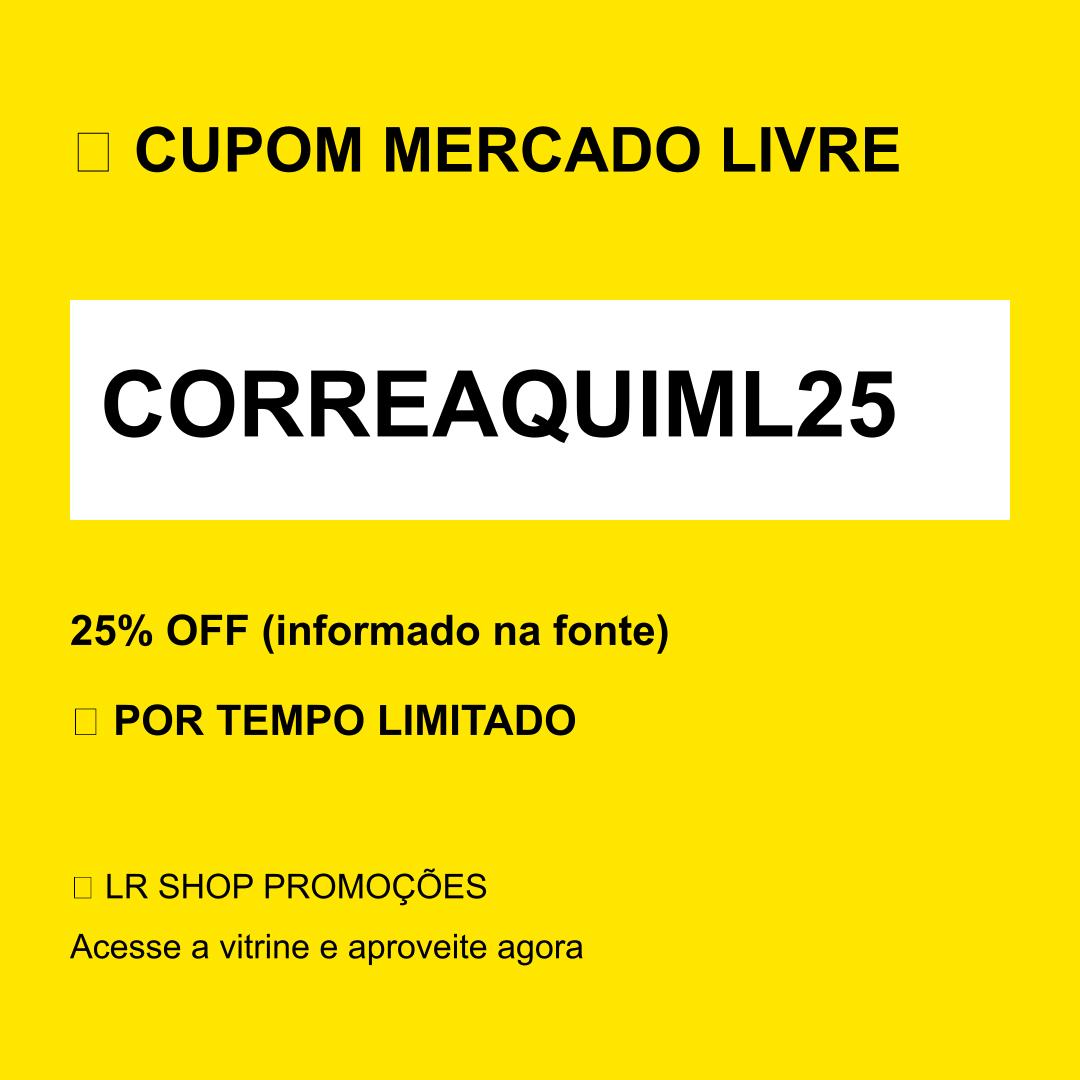 CUPOM MERCADO LIVRE
CORREAQUIML25
25% OFF (informado na fonte)
POR TEMPO LIMITADO
LR SHOP PROMOÇÕES
Acesse a vitrine e aproveite agora